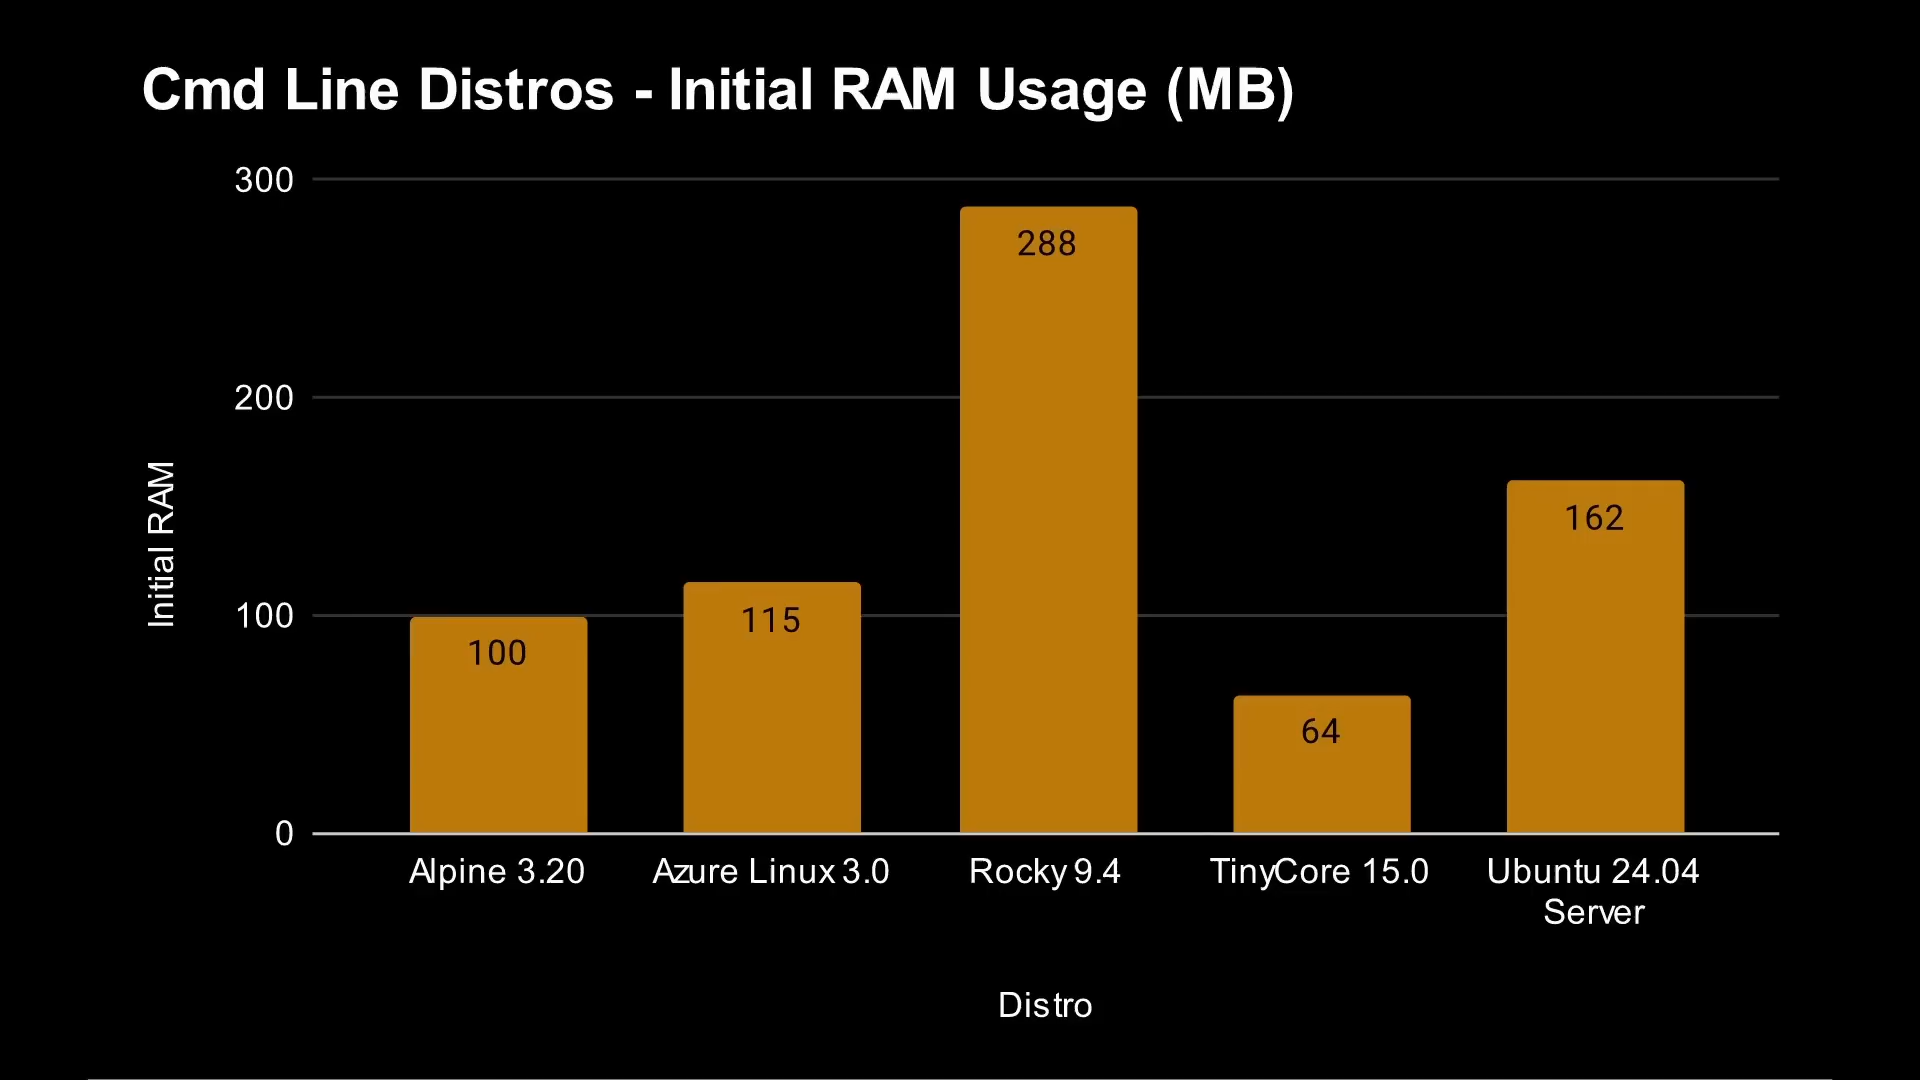 Cmd Line Distros - Initial RAM Usage (MB)
300
200
100
0
Initial RAM
100
115
288
64
162
Alpine 3.20
Azure Linux 3.0
Rocky 9.4
TinyCore 15.0
Ubuntu 24.04
Server
Distro